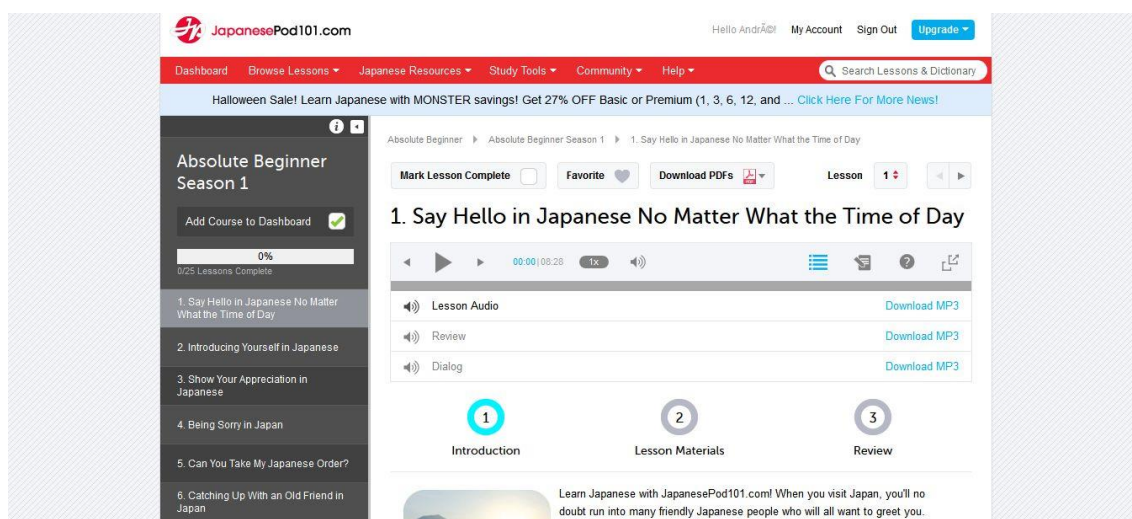 JapanesePod101.com
Hello AndrÃ©! My Account Sign Out Upgrade
Dashboard Browse Lessons Japanese Resources Study Tools Community Help Search Lessons & Dictionary
Halloween Sale! Learn Japanese with MONSTER savings! Get 27% OFF Basic or Premium (1, 3, 6, 12, and ... Click Here For More News!
Absolute Beginner Season 1
Add Course to Dashboard
0%
0/25 Lessons Complete
1. Say Hello in Japanese No Matter
What the Time of Day
2. Introducing Yourself in Japanese
3. Show Your Appreciation in
Japanese
4. Being Sorry in Japan
5. Can You Take My Japanese Order?
6. Catching Up With an Old Friend in
Japan
Absolute Beginner Absolute Beginner Season 1 1. Say Hello in Japanese No Matter What the Time of Day
Mark Lesson Complete Favorite Download PDFs Lesson 1
1. Say Hello in Japanese No Matter What the Time of Day
00:00|08:28 1x
Lesson Audio Download MP3
Review Download MP3
Dialog Download MP3
1 2 3
Introduction Lesson Materials Review
Learn Japanese with JapanesePod101.com! When you visit Japan, you'll no
doubt run into many friendly Japanese people who will all want to greet you.